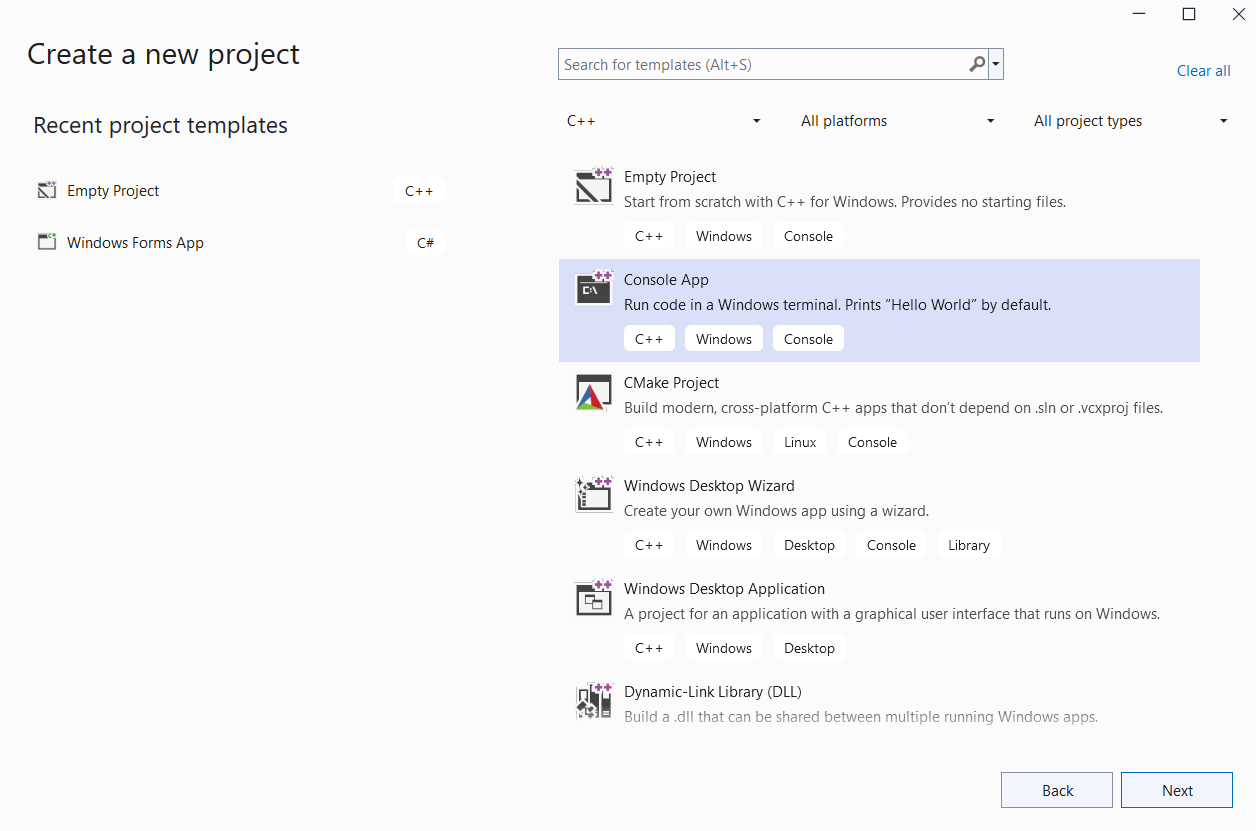 Create a new project
Search for templates (Alt+S)
Clear all
Recent project templates
C++
All platforms
All project types
Empty Project C++
Windows Forms App C#
Empty Project
Start from scratch with C++ for Windows. Provides no starting files.
C++ Windows Console
Console App
C:\
Run code in a Windows terminal. Prints “Hello World” by default.
C++ Windows Console
CMake Project
Build modern, cross-platform C++ apps that don’t depend on .sln or .vcxproj files.
C++ Windows Linux Console
Windows Desktop Wizard
Create your own Windows app using a wizard.
C++ Windows Desktop Console Library
Windows Desktop Application
A project for an application with a graphical user interface that runs on Windows.
C++ Windows Desktop
Dynamic-Link Library (DLL)
Build a .dll that can be shared between multiple running Windows apps.
Back Next